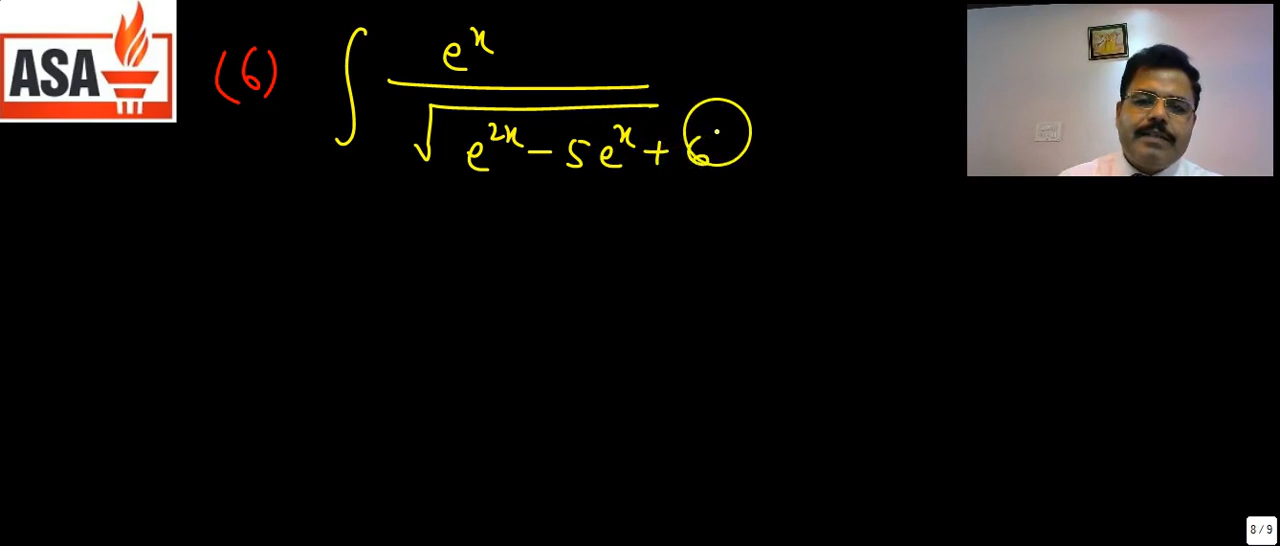 ASA
(6) ∫ e^x / √(e^{2x} - 5e^x + 6)
8 / 9